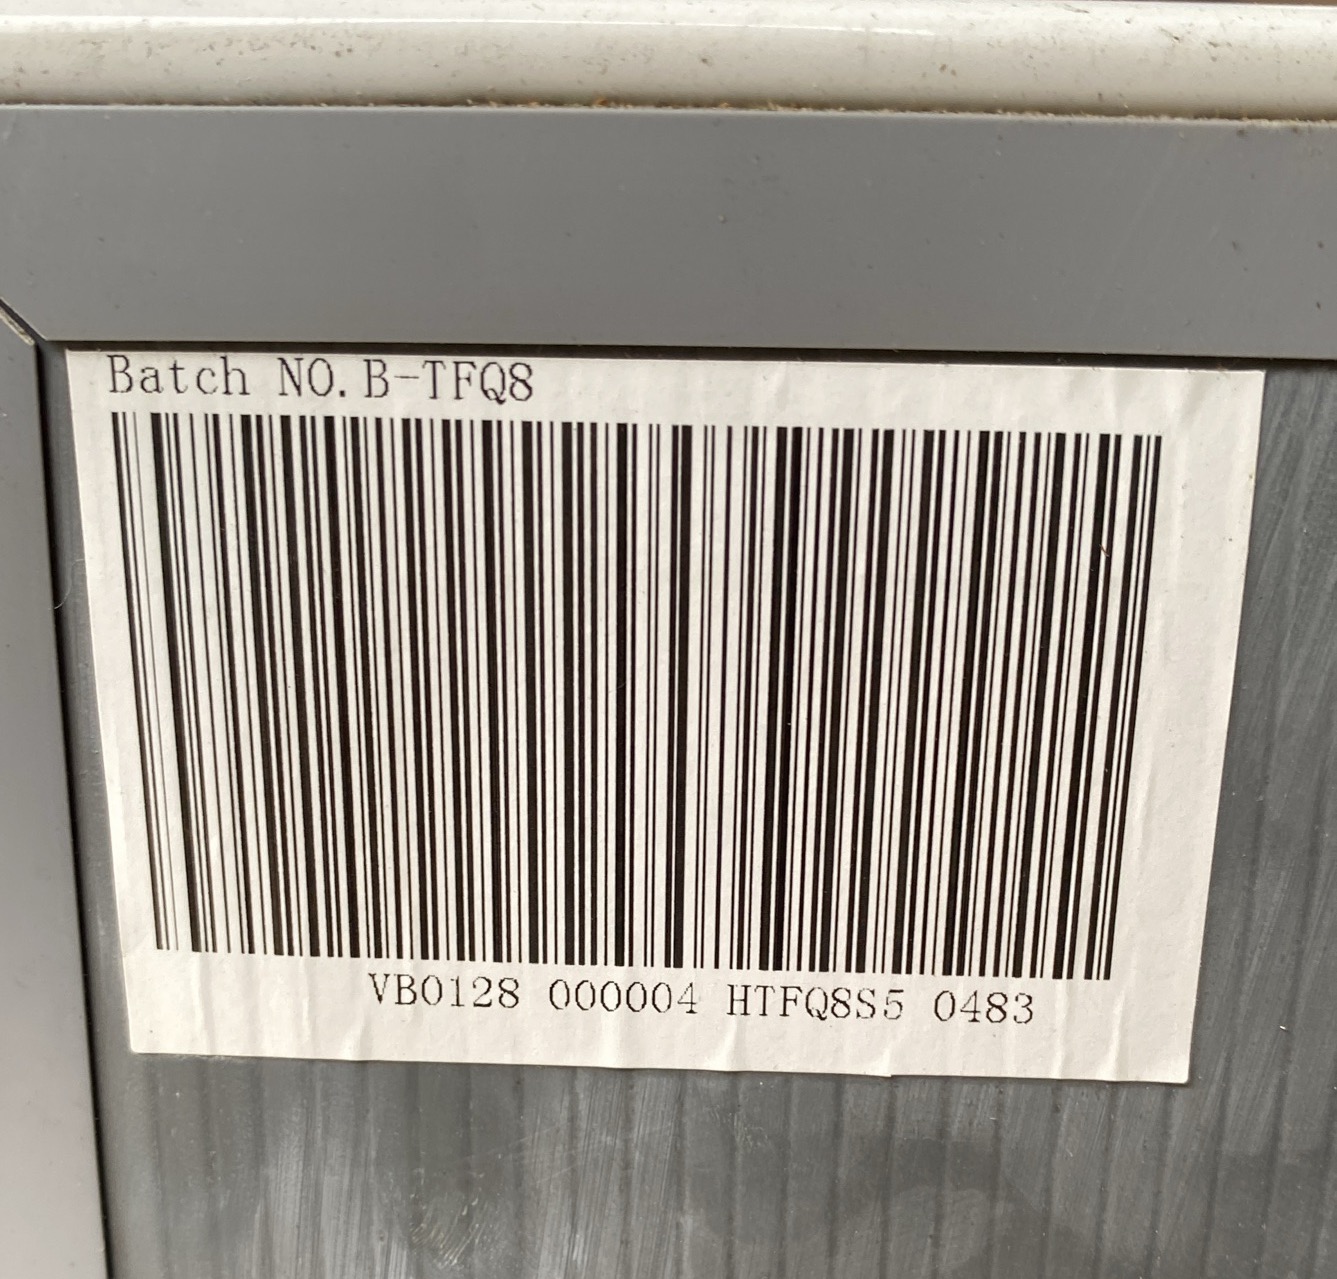 Batch NO. B-TFQ8
VB0128 000004 HTFQ8S5 0483